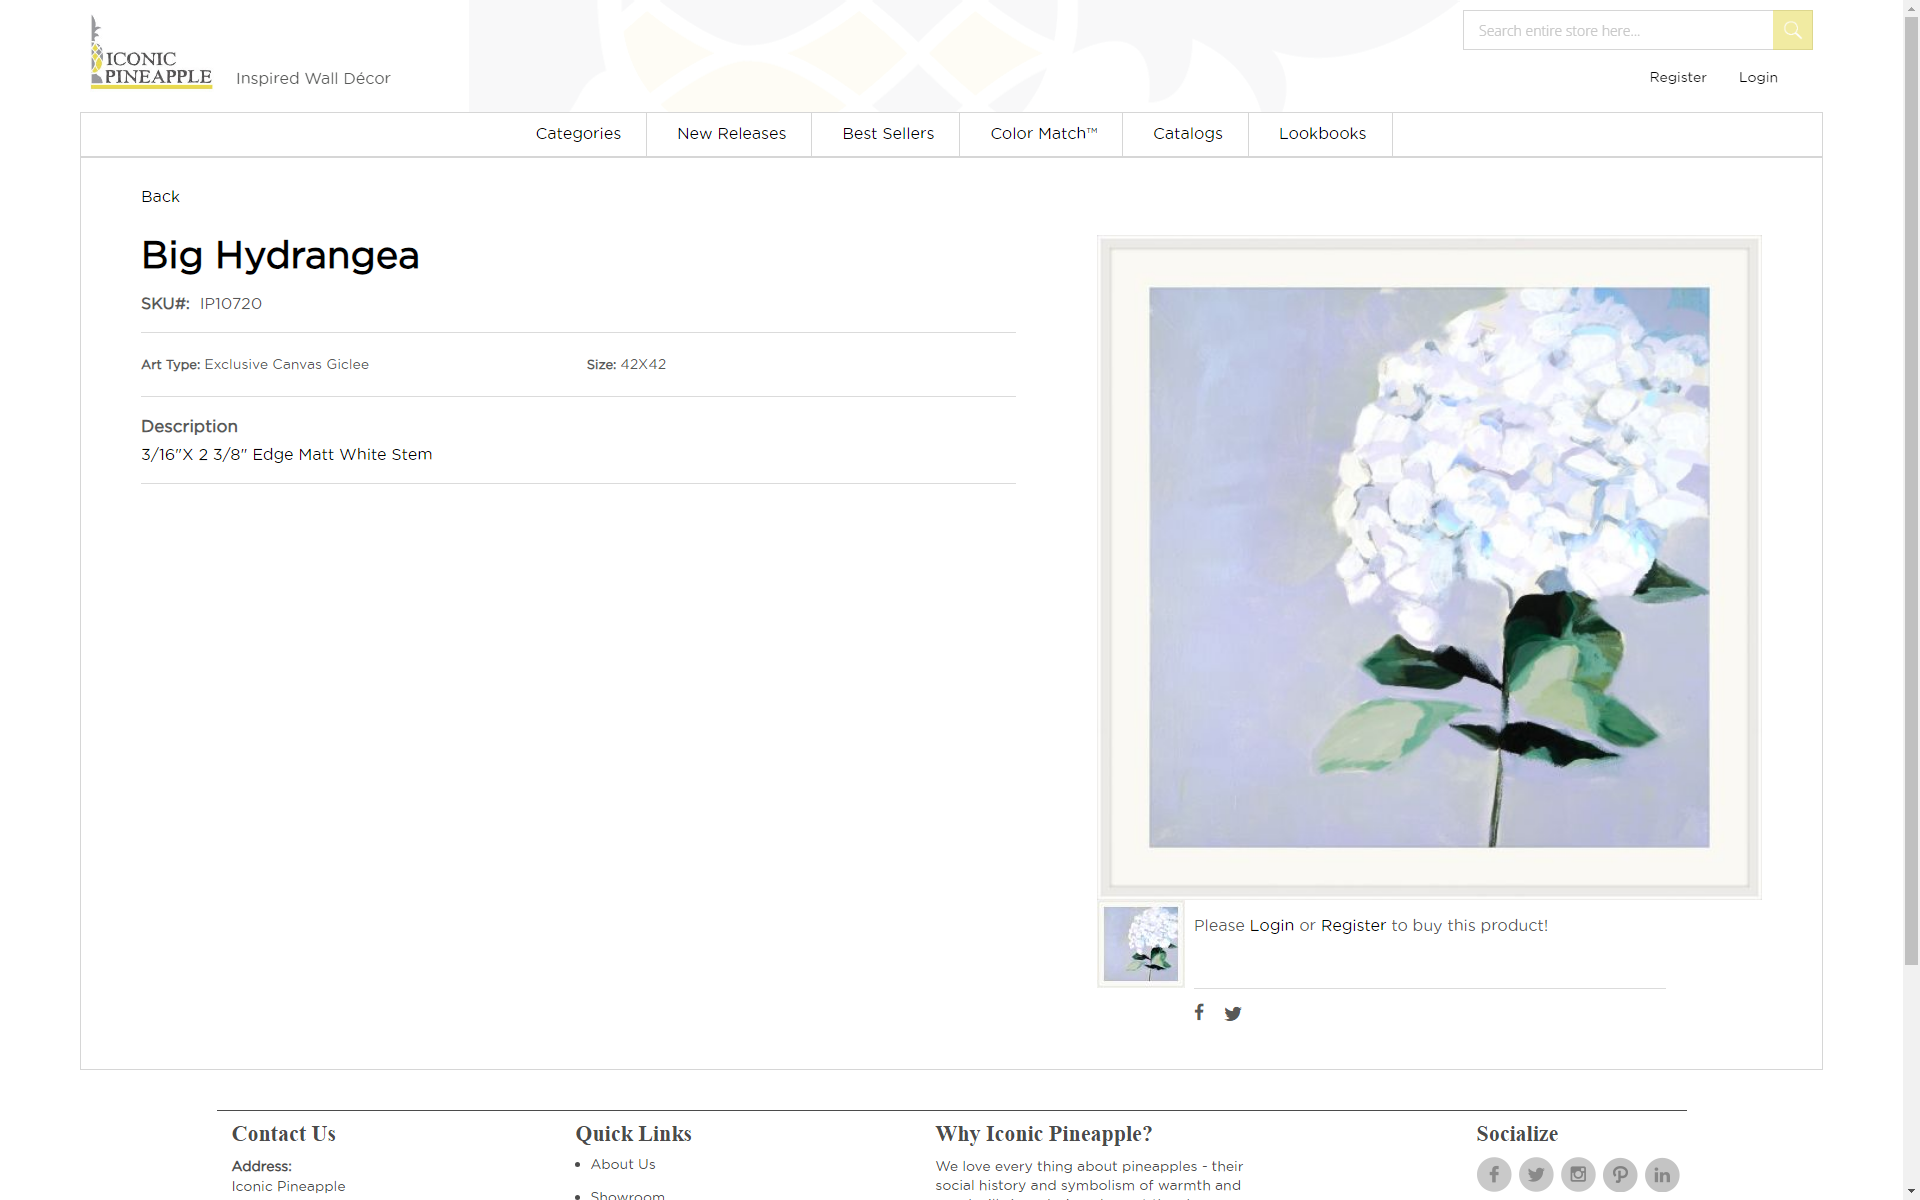 ICONIC
PINEAPPLE
Inspired Wall Décor
Search entire store here...
Register
Login
Categories
New Releases
Best Sellers
Color Match™
Catalogs
Lookbooks
Back
Big Hydrangea
SKU#: IP10720
Art Type: Exclusive Canvas Giclee
Size: 42X42
Description
3/16"X 2 3/8" Edge Matt White Stem
Please Login or Register to buy this product!
Contact Us
Address:
Iconic Pineapple
Quick Links
About Us
Showroom
Why Iconic Pineapple?
We love every thing about pineapples - their
social history and symbolism of warmth and
Socialize